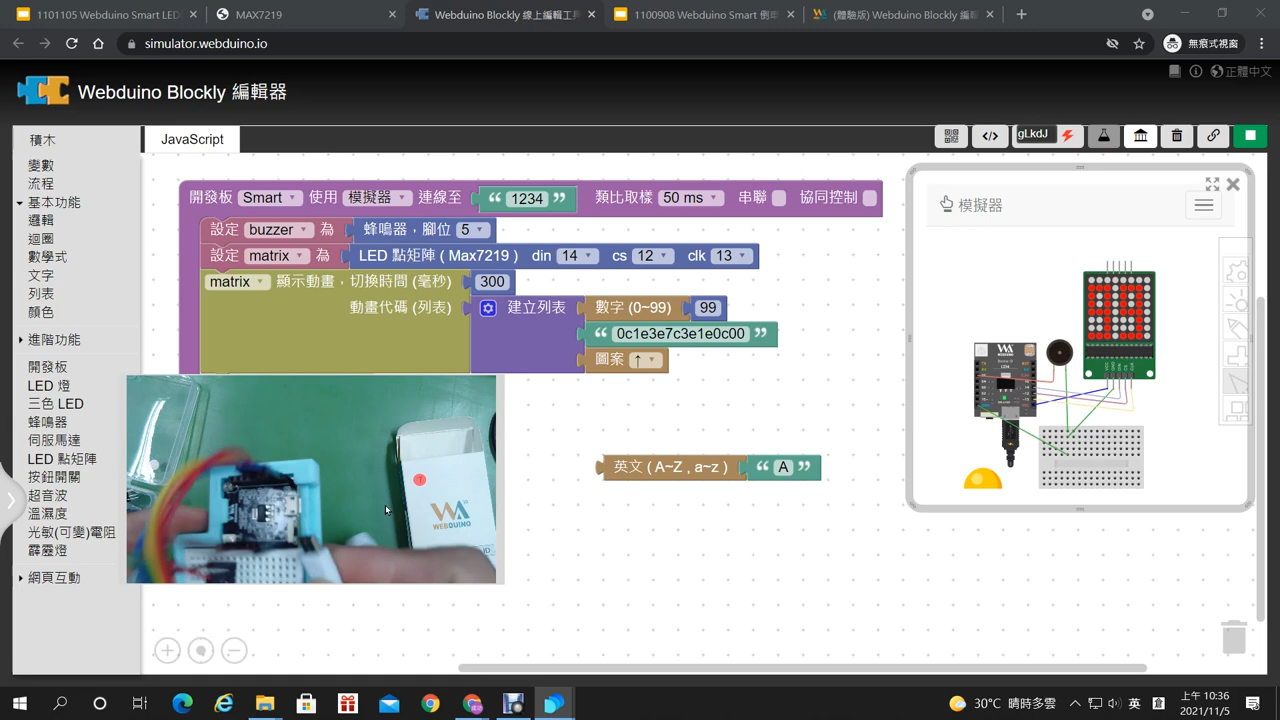 1101105 Webduino Smart LED
MAX7219
Webduino Blockly 線上編輯工具
1100908 Webduino Smart 倒
(體驗版) Webduino Blockly 編輯
simulator.webduino.io
無痕式視窗
正體中文
Webduino Blockly 編輯器
積木
JavaScript
gLkdJ
變數
流程
基本功能
邏輯
迴圈
數學式
文字
列表
顏色
進階功能
開發板
LED 燈
三色 LED
蜂鳴器
伺服馬達
LED 點矩陣
按鈕開關
超音波
溫濕度
光敏(可變)電阻
霹靂燈
網頁互動
開發板 Smart 使用 模擬器 連線至 “ 1234 ” 類比取樣 50 ms 串聯 協同控制
設定 buzzer 為 蜂鳴器，腳位 5
設定 matrix 為 LED 點矩陣 ( Max7219 ) din 14 cs 12 clk 13
matrix 顯示動畫，切換時間 (毫秒) 300
動畫代碼 (列表) 建立列表 數字 (0~99) 99
“ 0c1e3e7c3e1e0c00 ”
圖案 ↑
英文 ( A~Z , a~z ) “ A ”
模擬器
WEBDUINO
30°C 晴時多雲
英
上午 10:36
2021/11/5